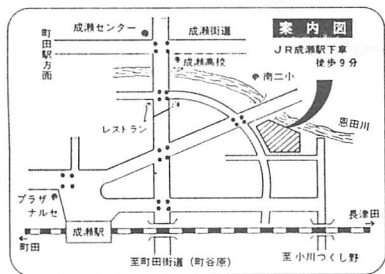 案内図
JR成瀬駅下車
徒歩9分
町田駅方面
成瀬センター
成瀬街道
成瀬高校
南二小
恩田川
レストラン
プラザ
ナルセ
成瀬駅
長津田
町田
至町田街道（町谷原）
至小川つくし野